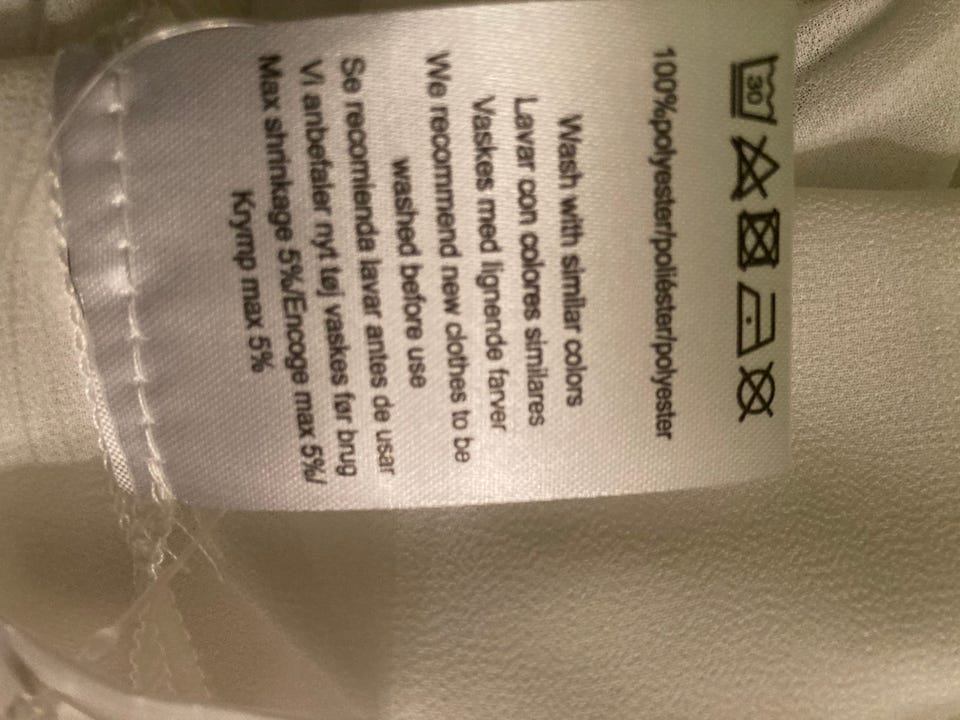 30
100%polyester/poliéster/polyester
Wash with similar colors
Lavar con colores similares
Vaskes med lignende farver
We recommend new clothes to be
washed before use
Se recomienda lavar antes de usar
Vi anbefaler nyt tøj vaskes før brug
Max shrinkage 5%/Encoge max 5%/
Krymp max 5%